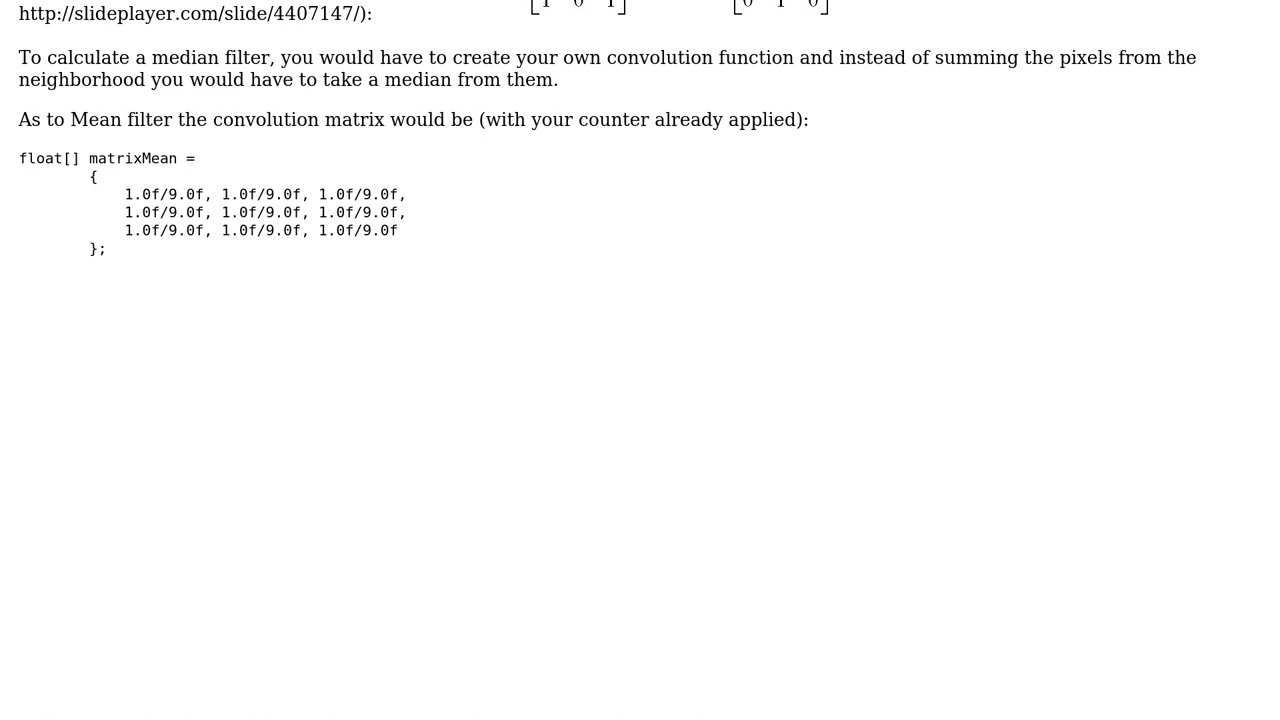 http://slideplayer.com/slide/4407147/):
To calculate a median filter, you would have to create your own convolution function and instead of summing the pixels from the
neighborhood you would have to take a median from them.
As to Mean filter the convolution matrix would be (with your counter already applied):
float[] matrixMean =
{
1.0f/9.0f, 1.0f/9.0f, 1.0f/9.0f,
1.0f/9.0f, 1.0f/9.0f, 1.0f/9.0f,
1.0f/9.0f, 1.0f/9.0f, 1.0f/9.0f
};